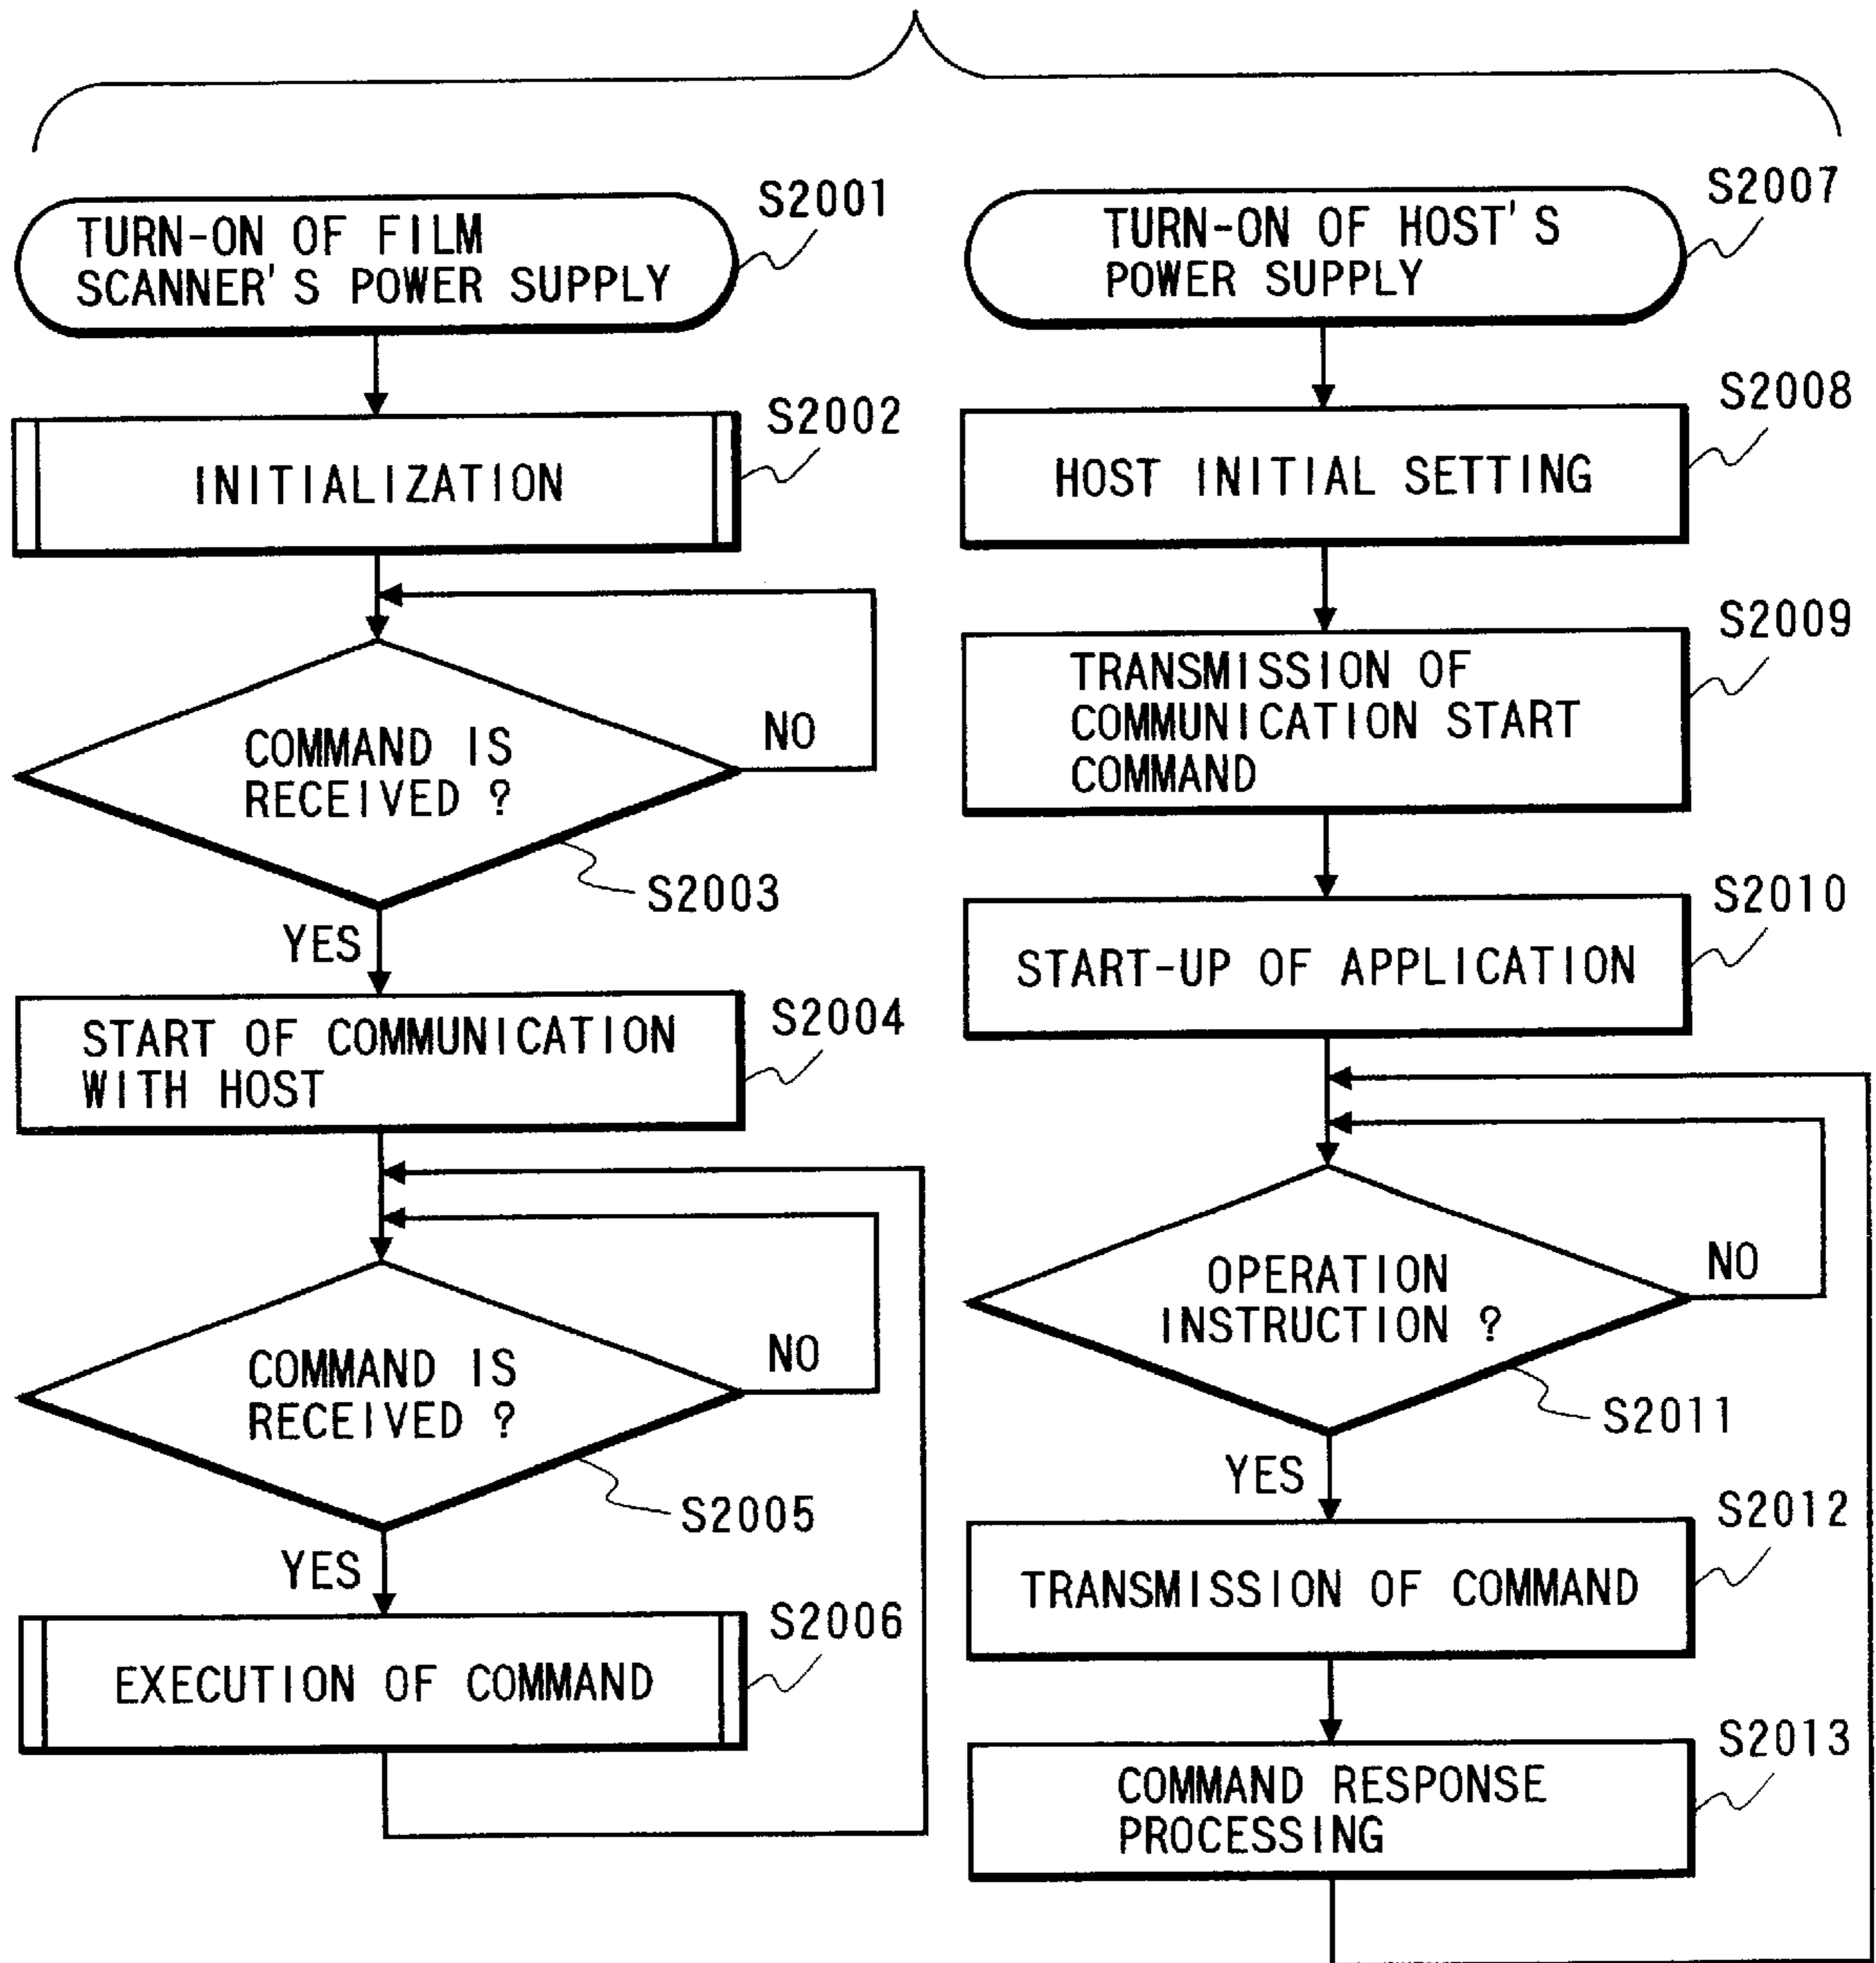 S2001
TURN-ON OF FILM
SCANNER'S POWER SUPPLY
S2002
INITIALIZATION
COMMAND IS
RECEIVED ?
NO
S2003
YES
S2004
START OF COMMUNICATION
WITH HOST
COMMAND IS
RECEIVED ?
NO
S2005
YES
S2006
EXECUTION OF COMMAND
S2007
TURN-ON OF HOST'S
POWER SUPPLY
S2008
HOST INITIAL SETTING
S2009
TRANSMISSION OF
COMMUNICATION START
COMMAND
S2010
START-UP OF APPLICATION
OPERATION
INSTRUCTION ?
NO
S2011
YES
S2012
TRANSMISSION OF COMMAND
S2013
COMMAND RESPONSE
PROCESSING